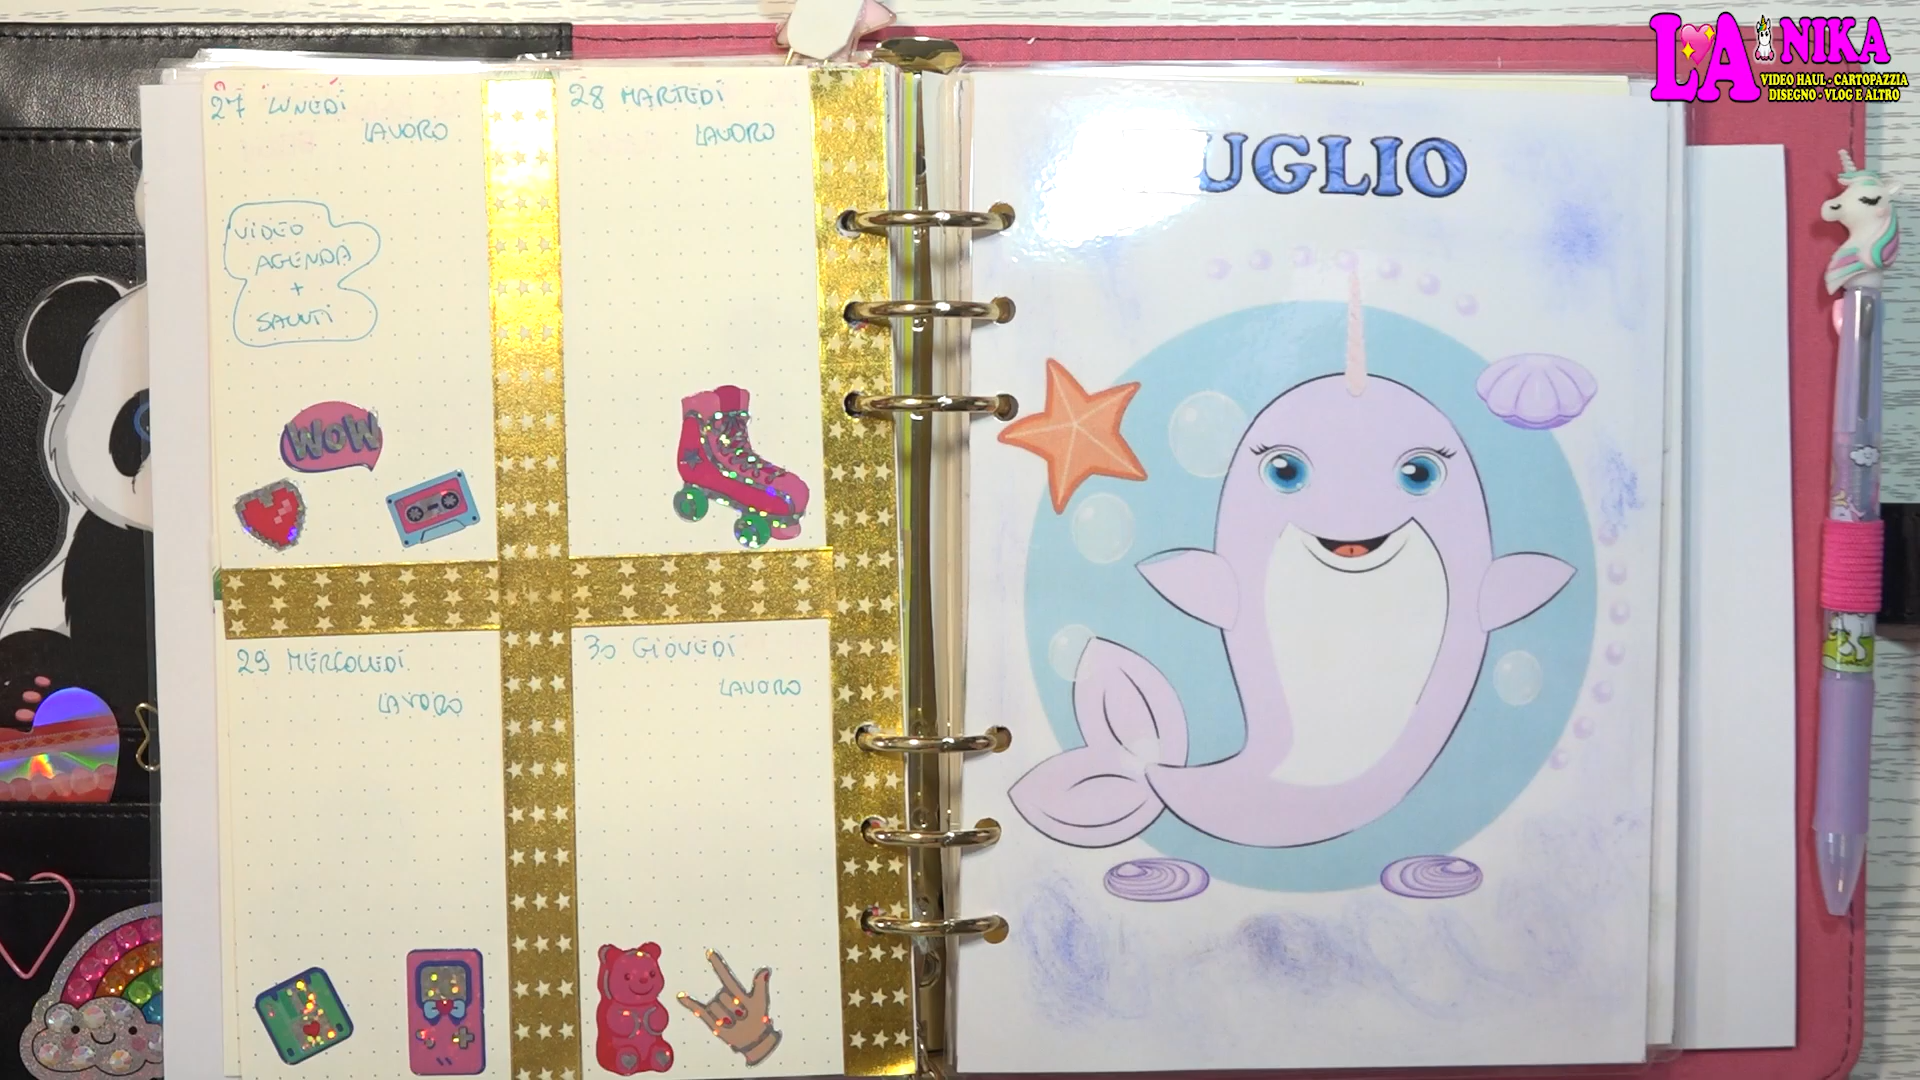 27 LUNEDÌ
LAVORO
VIDEO
AGENDA
+
SALUTI
WOW
28 MARTEDÌ
LAVORO
29 MERCOLEDÌ
LAVORO
30 GIOVEDÌ
LAVORO
LUGLIO
LA NIKA
VIDEO HAUL - CARTOPAZZIA
DISEGNO - VLOG E ALTRO